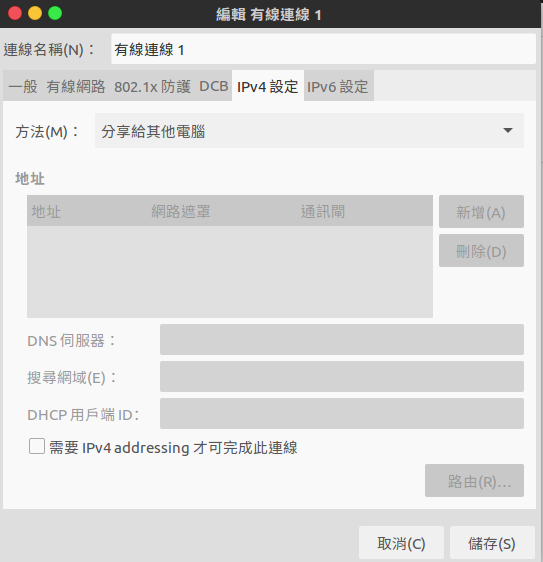 編輯 有線連線 1
連線名稱(N)： 有線連線 1
一般 有線網路 802.1x 防護 DCB IPv4 設定 IPv6 設定
方法(M)： 分享給其他電腦
地址
地址 網路遮罩 通訊閘 新增(A)
刪除(D)
DNS 伺服器：
搜尋網域(E)：
DHCP 用戶端 ID：
需要 IPv4 addressing 才可完成此連線
路由(R)...
取消(C) 儲存(S)